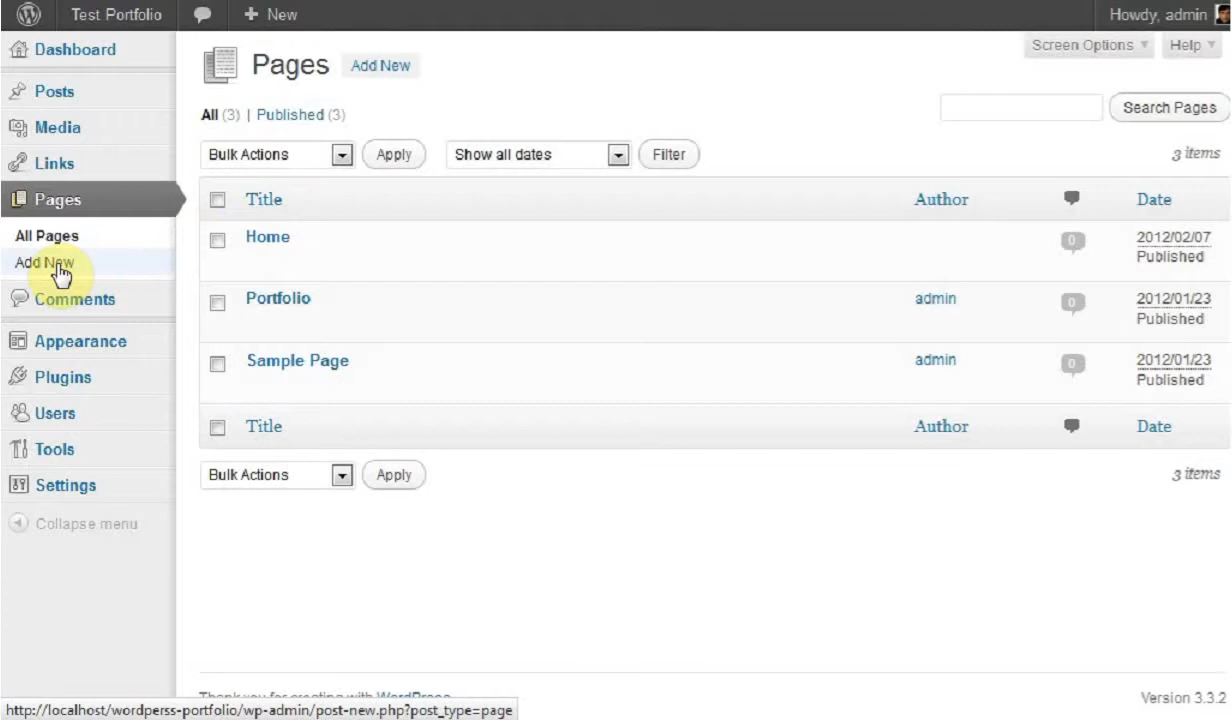 Test Portfolio
New
Howdy, admin
Dashboard
Posts
Media
Links
Pages
All Pages
Add New
Comments
Appearance
Plugins
Users
Tools
Settings
Collapse menu
Screen Options
Help
Pages
Add New
All (3) | Published (3)
Search Pages
Bulk Actions
Apply
Show all dates
Filter
3 items
Title Author Date
Home 0 2012/02/07
Published
Portfolio admin 0 2012/01/23
Published
Sample Page admin 0 2012/01/23
Published
Title Author Date
Bulk Actions
Apply
3 items
Thank you for creating with WordPress
Version 3.3.2
http://localhost/wordperss-portfolio/wp-admin/post-new.php?post_type=page